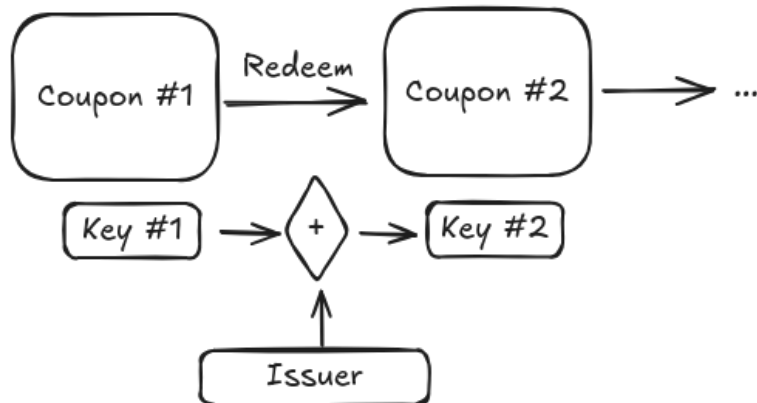 Coupon #1
Redeem
Coupon #2
...
Key #1
+
Key #2
Issuer